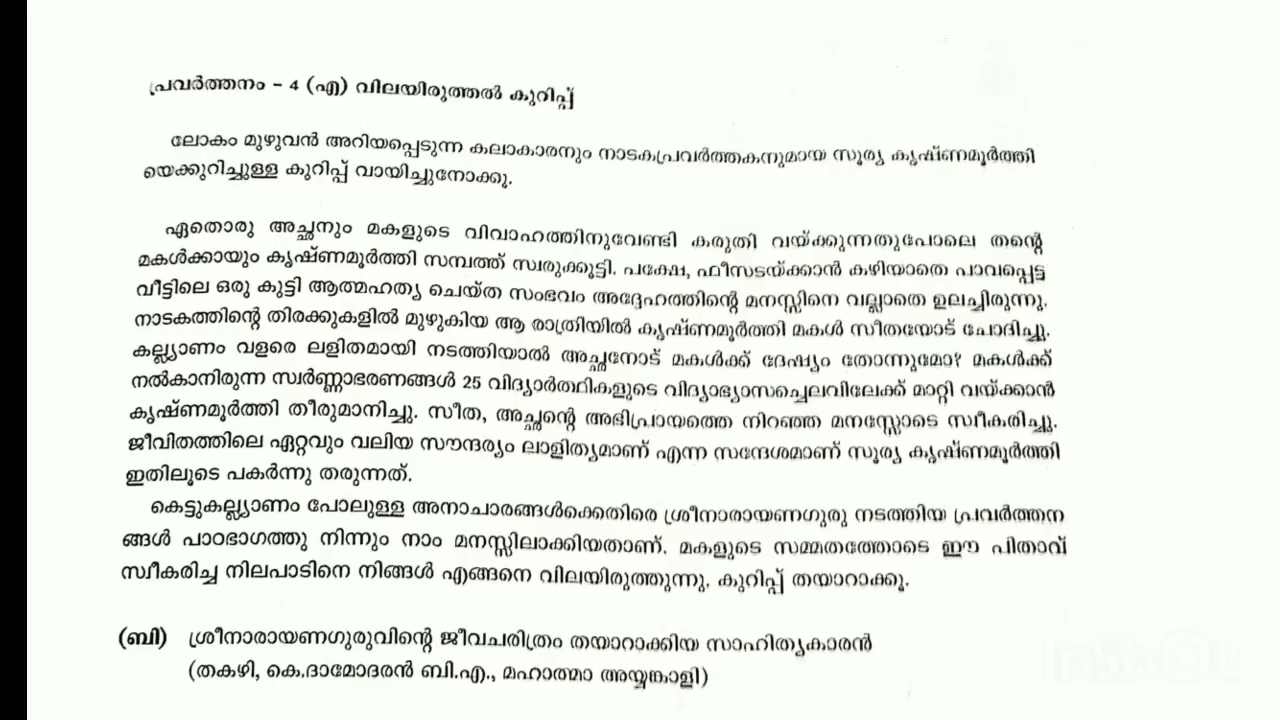 പ്രവർത്തനം - 4 (എ) വിലയിരുത്തൽ കുറിപ്പ്
ലോകം മുഴുവൻ അറിയപ്പെടുന്ന കലാകാരനും നാടകപ്രവർത്തകനുമായ സൂര്യ കൃഷ്ണമൂർത്തി
യെക്കുറിച്ചുള്ള കുറിപ്പ് വായിച്ചുനോക്കൂ.
ഏതൊരു അച്ഛനും മകളുടെ വിവാഹത്തിനുവേണ്ടി കരുതി വയ്ക്കുന്നതുപോലെ തന്റെ
മകൾക്കായും കൃഷ്ണമൂർത്തി സമ്പത്ത് സ്വരുക്കൂട്ടി. പക്ഷേ, ഫീസടയ്ക്കാൻ കഴിയാതെ പാവപ്പെട്ട
വീട്ടിലെ ഒരു കുട്ടി ആത്മഹത്യ ചെയ്ത സംഭവം അദ്ദേഹത്തിന്റെ മനസ്സിനെ വല്ലാതെ ഉലച്ചിരുന്നു.
നാടകത്തിന്റെ തിരക്കുകളിൽ മുഴുകിയ ആ രാത്രിയിൽ കൃഷ്ണമൂർത്തി മകൾ സീതയോട് ചോദിച്ചു.
കല്ല്യാണം വളരെ ലളിതമായി നടത്തിയാൽ അച്ഛനോട് മകൾക്ക് ദേഷ്യം തോന്നുമോ? മകൾക്ക്
നൽകാനിരുന്ന സ്വർണ്ണാഭരണങ്ങൾ 25 വിദ്യാർത്ഥികളുടെ വിദ്യാഭ്യാസച്ചെലവിലേക്ക് മാറ്റി വയ്ക്കാൻ
കൃഷ്ണമൂർത്തി തീരുമാനിച്ചു. സീത, അച്ഛന്റെ അഭിപ്രായത്തെ നിറഞ്ഞ മനസ്സോടെ സ്വീകരിച്ചു.
ജീവിതത്തിലെ ഏറ്റവും വലിയ സൗന്ദര്യം ലാളിത്യമാണ് എന്ന സന്ദേശമാണ് സൂര്യ കൃഷ്ണമൂർത്തി
ഇതിലൂടെ പകർന്നു തരുന്നത്.
കെട്ടുകല്ല്യാണം പോലുള്ള അനാചാരങ്ങൾക്കെതിരെ ശ്രീനാരായണഗുരു നടത്തിയ പ്രവർത്തന
ങ്ങൾ പാഠഭാഗത്തു നിന്നും നാം മനസ്സിലാക്കിയതാണ്. മകളുടെ സമ്മതത്തോടെ ഈ പിതാവ്
സ്വീകരിച്ച നിലപാടിനെ നിങ്ങൾ എങ്ങനെ വിലയിരുത്തുന്നു. കുറിപ്പ് തയാറാക്കൂ.
(ബി) ശ്രീനാരായണഗുരുവിന്റെ ജീവചരിത്രം തയാറാക്കിയ സാഹിത്യകാരൻ
(തകഴി, കെ.ദാമോദരൻ ബി.എ., മഹാത്മാ അയ്യങ്കാളി)